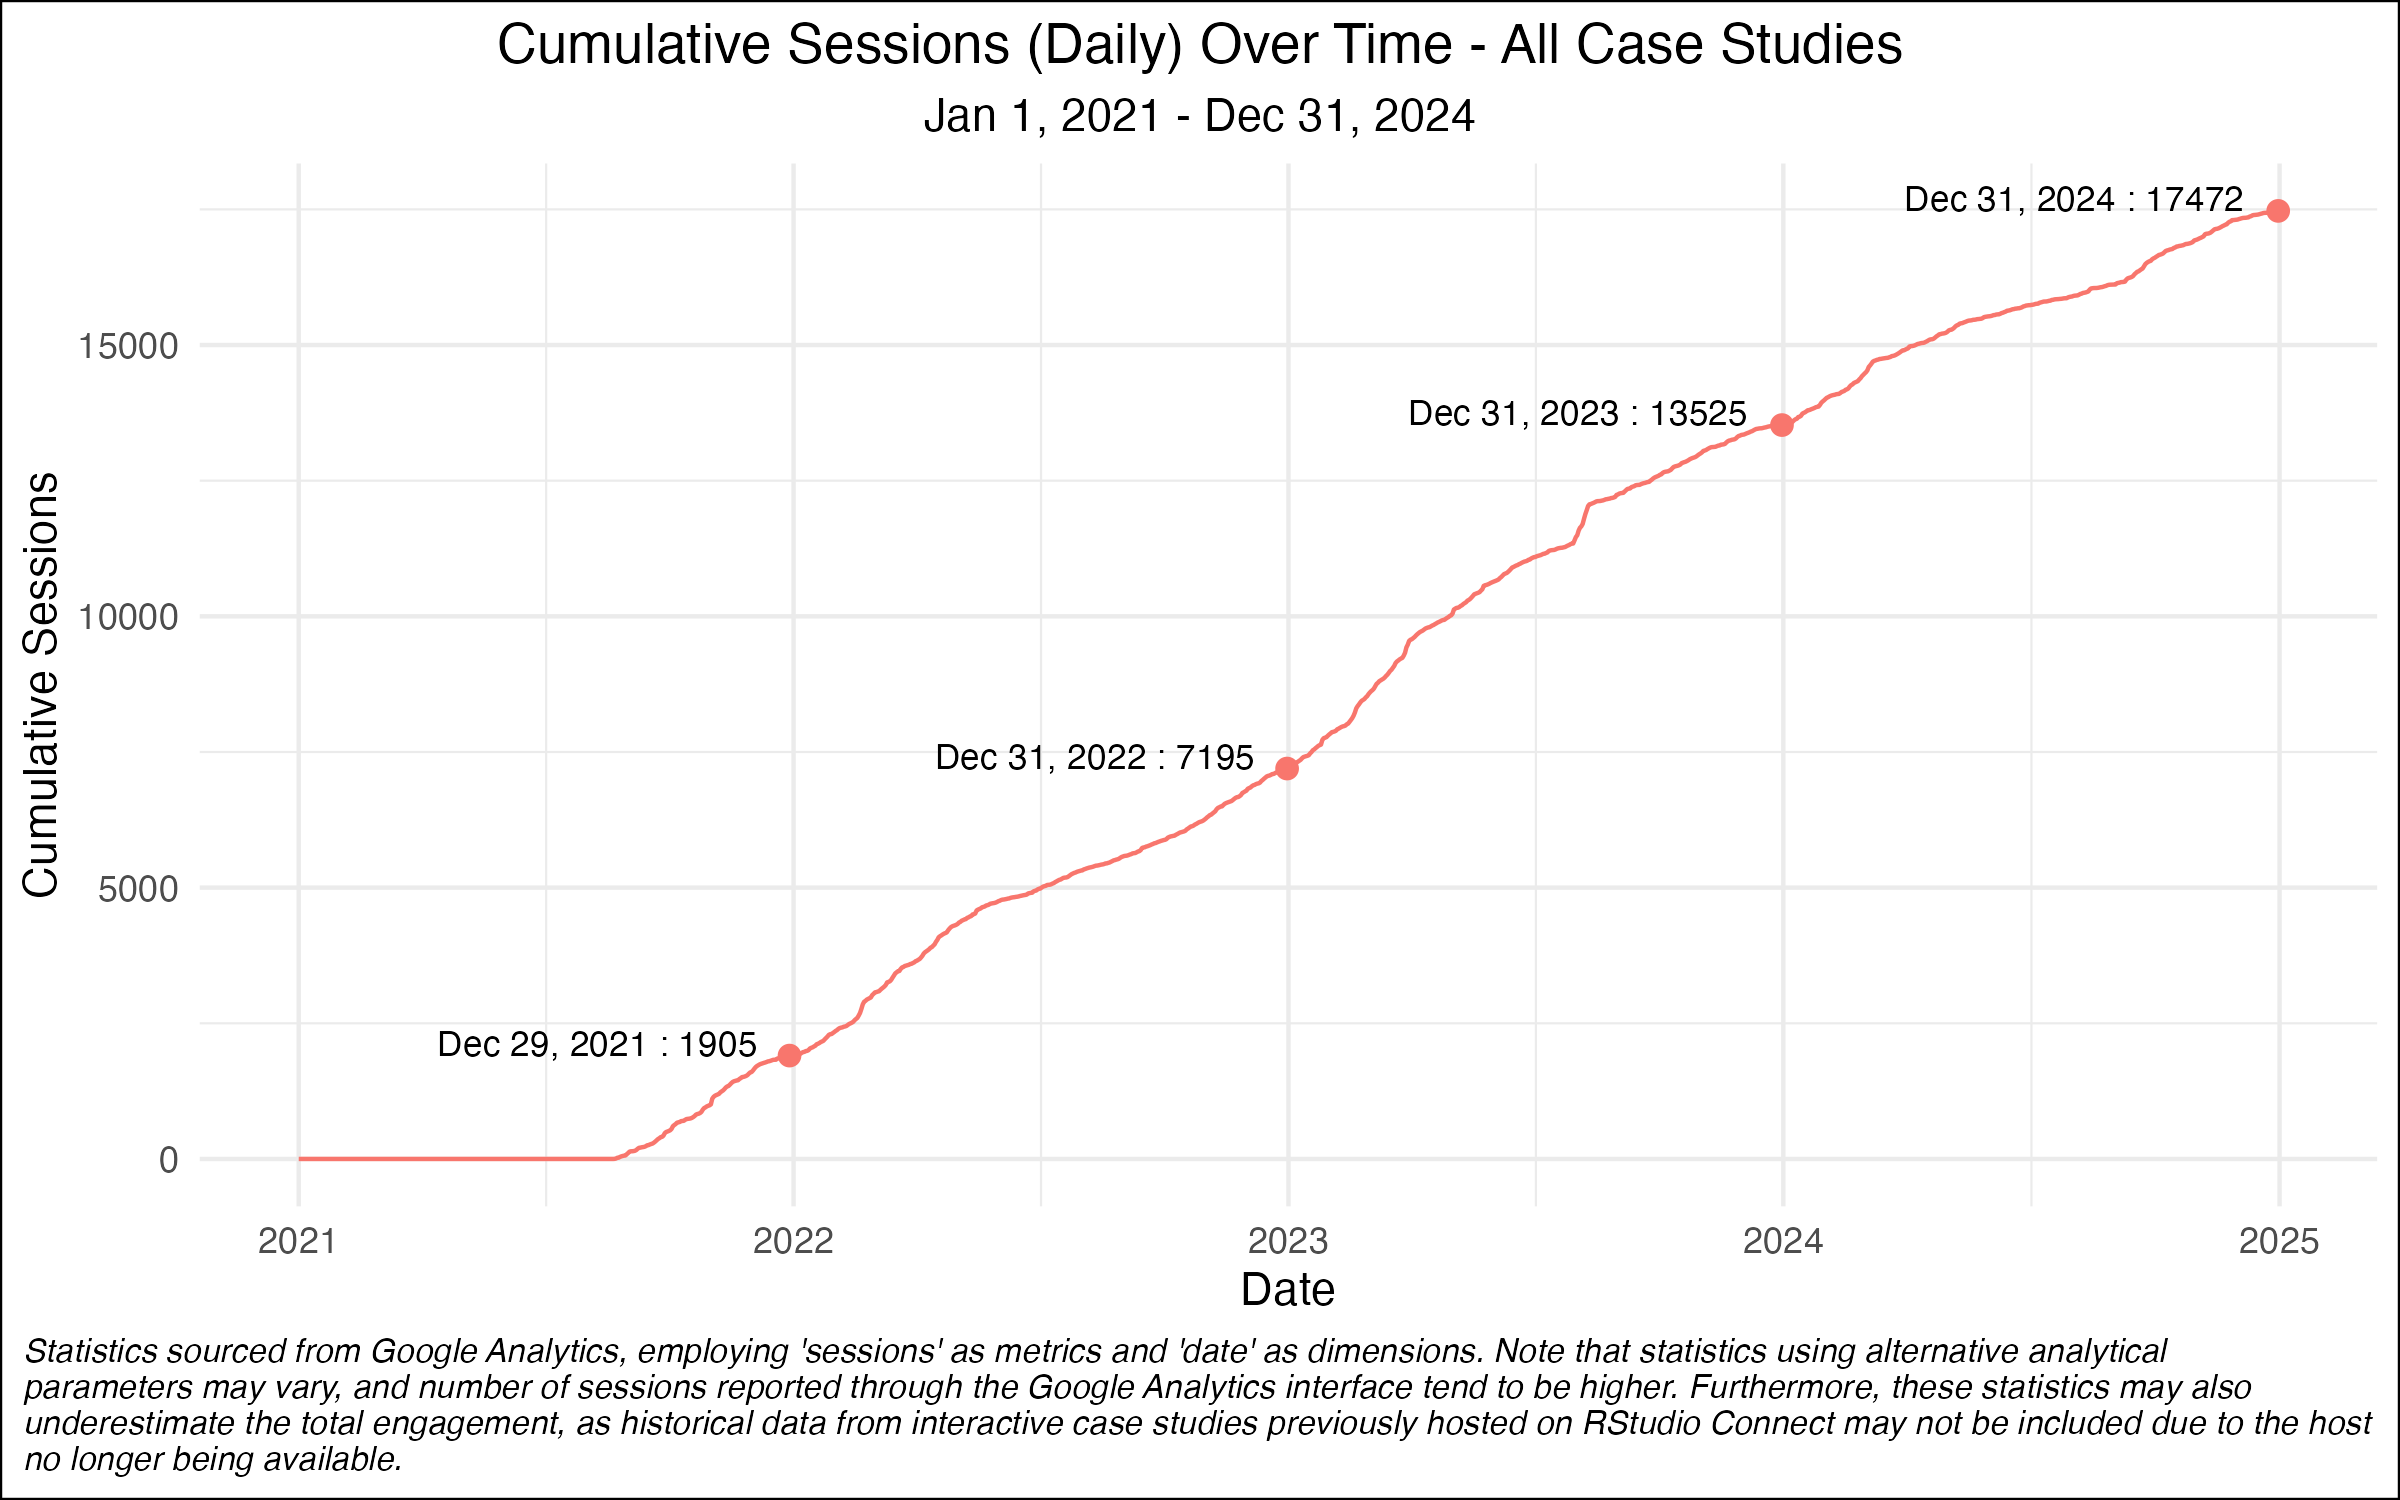 Cumulative Sessions (Daily) Over Time - All Case Studies
Jan 1, 2021 - Dec 31, 2024
Dec 31, 2024 : 17472
15000
Dec 31, 2023 : 13525
Cumulative Sessions
10000
Dec 31, 2022 : 7195
5000
Dec 29, 2021 : 1905
0
2021 2022 2023 2024 2025
Date
Statistics sourced from Google Analytics, employing 'sessions' as metrics and 'date' as dimensions. Note that statistics using alternative analytical
parameters may vary, and number of sessions reported through the Google Analytics interface tend to be higher. Furthermore, these statistics may also
underestimate the total engagement, as historical data from interactive case studies previously hosted on RStudio Connect may not be included due to the host
no longer being available.